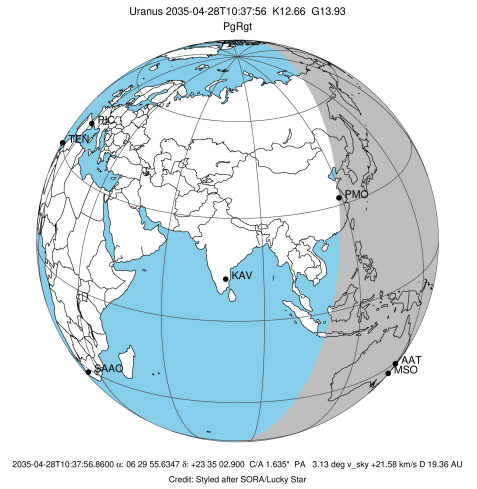 Uranus 2035-04-28T10:37:56 K12.66 G13.93
PgRgt
PIC
TEN
PMO
KAV
SAAO
AAT
MSO
2035-04-28T10:37:56.8600 α: 06 29 55.6347 δ: +23 35 02.900 C/A 1.635" PA 3.13 deg v_sky +21.58 km/s D 19.36 AU
Credit: Styled after SORA/Lucky Star